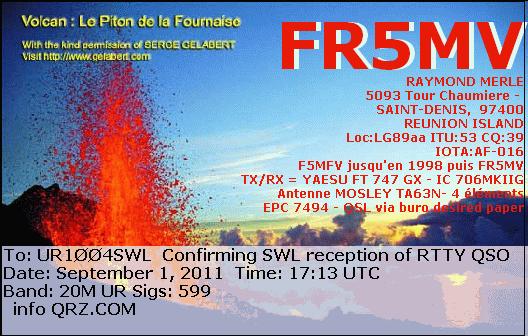 Volcan : Le Piton de la Fournaise
With the kind permission of SERGE GELABERT
Visit http://www.gelabert.com
FR5MV
RAYMOND MERLE
5093 Tour Chaumiere -
SAINT-DENIS, 97400
REUNION ISLAND
Loc:LG89aa ITU:53 CQ:39
IOTA:AF-016
F5MFV jusqu'en 1998 puis FR5MV
TX/RX = YAESU FT 747 GX - IC 706MKIIG
Antenne MOSLEY TA63N- 4 éléments
EPC 7494 - QSL via buro desired paper
To: UR1ØØ4SWL Confirming SWL reception of RTTY QSO
Date: September 1, 2011 Time: 17:13 UTC
Band: 20M UR Sigs: 599
info QRZ.COM